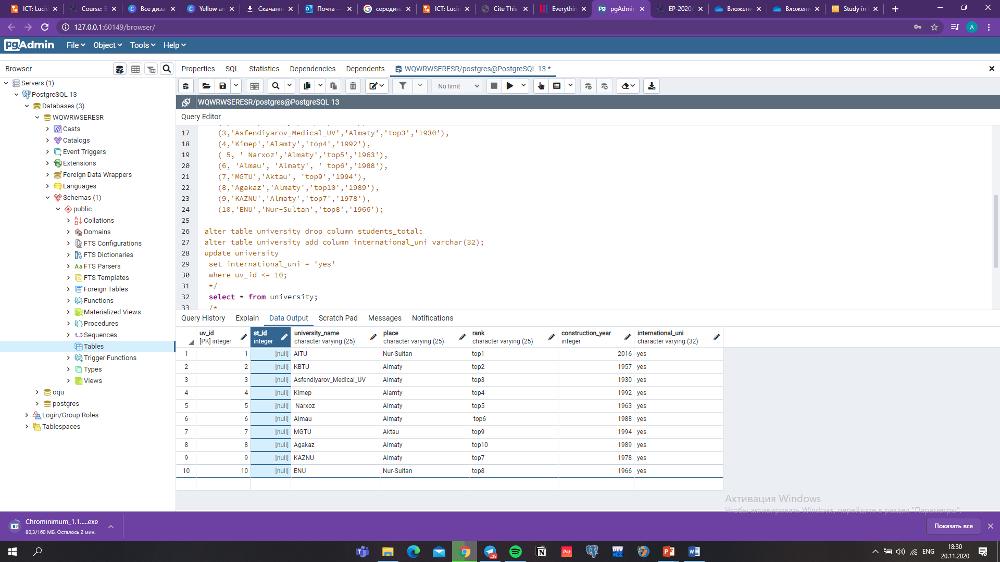 ICT: Lucid
Course: E
Все дизай
Yellow an
Скачанны
Почта —
середина
ICT: Lucid
Cite This
Everythin
pgAdmin
EP-2020/
Вложени
Вложени
Study in
127.0.0.1:60149/browser/
A
pgAdmin
File
Object
Tools
Help
Browser
Properties
SQL
Statistics
Dependencies
Dependents
WQWRWSERESR/postgres@PostgreSQL 13 *
Servers (1)
PostgreSQL 13
Databases (3)
WQWRWSERESR
Casts
Catalogs
Event Triggers
Extensions
Foreign Data Wrappers
Languages
Schemas (1)
public
Collations
Domains
FTS Configurations
FTS Dictionaries
FTS Parsers
FTS Templates
Foreign Tables
Functions
Materialized Views
Procedures
Sequences
Tables
Trigger Functions
Types
Views
oqu
postgres
Login/Group Roles
Tablespaces
No limit
WQWRWSERESR/postgres@PostgreSQL 13
Query Editor
17 (3,'Asfendiyarov_Medical_UV','Almaty','top3','1930'),
18 (4,'Kimep','Alamty','top4','1992'),
19 ( 5, ' Narxoz','Almaty','top5','1963'),
20 (6, 'Almau', 'Almaty', ' top6','1988'),
21 (7,'MGTU','Aktau', 'top9','1994'),
22 (8,'Agakaz','Almaty','top10','1989'),
23 (9,'KAZNU','Almaty','top7','1978'),
24 (10,'ENU','Nur-Sultan','top8','1966');
25
26 alter table university drop column students_total;
27 alter table university add column international_uni varchar(32);
28 update university
29 set international_uni = 'yes'
30 where uv_id <= 10;
31 */
32 select * from university;
33 /*
Query History
Explain
Data Output
Scratch Pad
Messages
Notifications
uv_id st_id university_name place rank construction_year international_uni
[PK] integer integer character varying (25) character varying (25) character varying (25) integer character varying (32)
1 1 [null] AITU Nur-Sultan top1 2016 yes
2 2 [null] KBTU Almaty top2 1957 yes
3 3 [null] Asfendiyarov_Medical_UV Almaty top3 1930 yes
4 4 [null] Kimep Alamty top4 1992 yes
5 5 [null] Narxoz Almaty top5 1963 yes
6 6 [null] Almau Almaty top6 1988 yes
7 7 [null] MGTU Aktau top9 1994 yes
8 8 [null] Agakaz Almaty top10 1989 yes
9 9 [null] KAZNU Almaty top7 1978 yes
10 10 [null] ENU Nur-Sultan top8 1966 yes
Активация Windows
Чтобы активировать Windows, перейдите в раздел "Параметры".
Chrominimum_1.1.....exe
80,3/160 МБ, Осталось 2 мин.
Показать все
ENG
18:30
20.11.2020